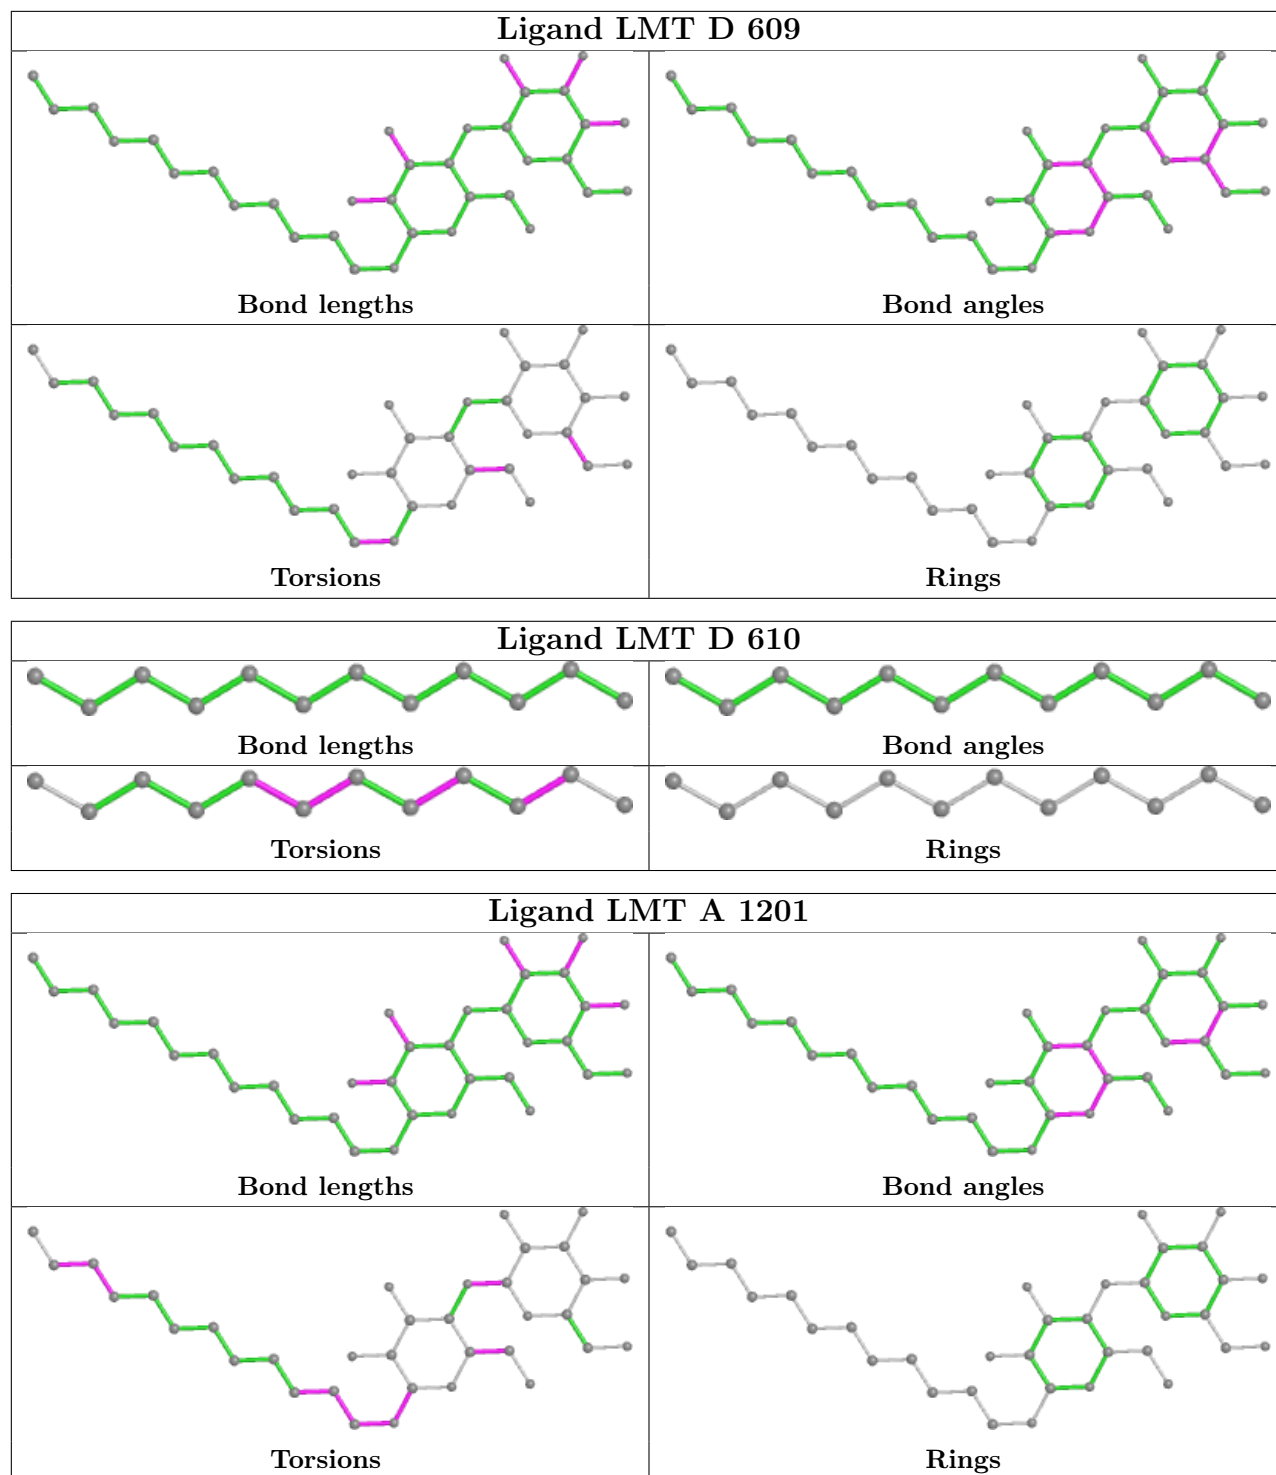 Ligand LMT D 609
Bond lengths
Bond angles
Torsions
Rings
Ligand LMT D 610
Bond lengths
Bond angles
Torsions
Rings
Ligand LMT A 1201
Bond lengths
Bond angles
Torsions
Rings